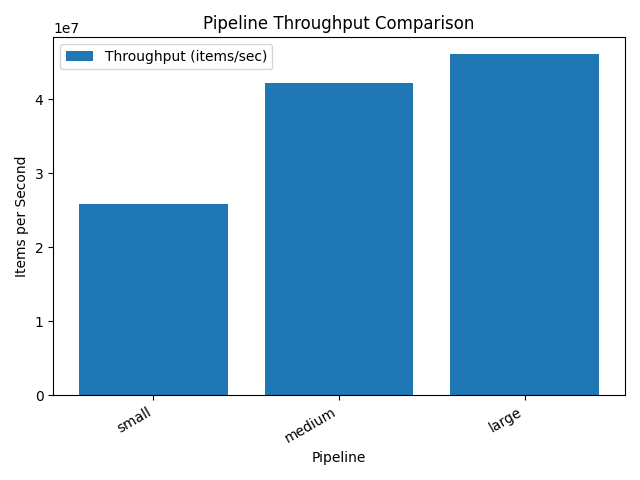 Pipeline Throughput Comparison
1e7
Throughput (items/sec)
Items per Second
4
3
2
1
0
small
medium
large
Pipeline